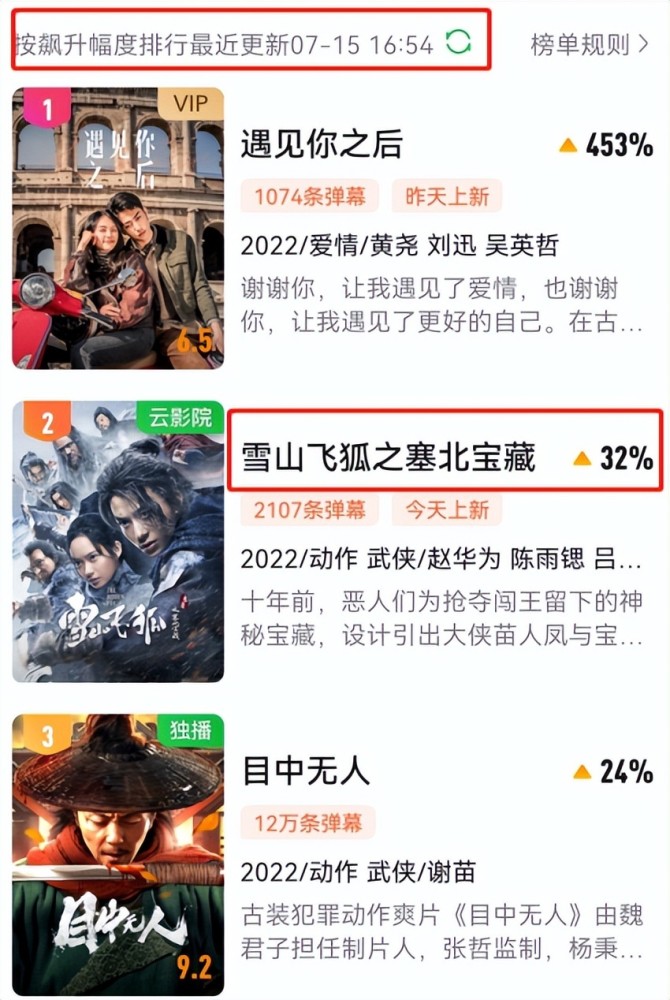 按飙升幅度排行最近更新07-15 16:54
榜单规则
1
VIP
遇见你
之后
6.5
遇见你之后
453%
1074条弹幕
昨天上新
2022/爱情/黄尧 刘迅 吴英哲
谢谢你，让我遇见了爱情，也谢谢
你，让我遇见了更好的自己。在古...
2
云影院
雪山飞狐
雪山飞狐之塞北宝藏
32%
2107条弹幕
今天上新
2022/动作 武侠/赵华为 陈雨锶 吕...
十年前，恶人们为抢夺闯王留下的神
秘宝藏，设计引出大侠苗人凤与宝...
3
独播
目中无人
9.2
目中无人
24%
12万条弹幕
2022/动作 武侠/谢苗
古装犯罪动作爽片《目中无人》由魏
君子担任制片人，张哲监制，杨秉...